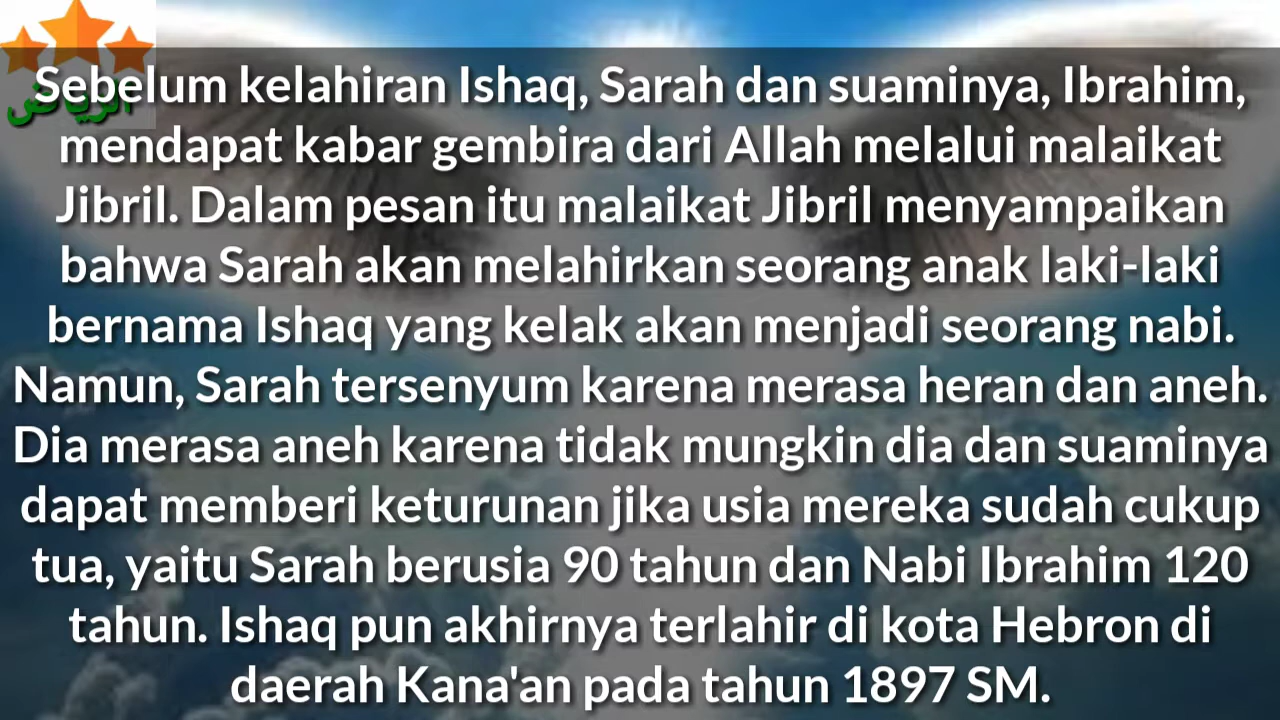 Sebelum kelahiran Ishaq, Sarah dan suaminya, Ibrahim,
الرياض
mendapat kabar gembira dari Allah melalui malaikat
Jibril. Dalam pesan itu malaikat Jibril menyampaikan
bahwa Sarah akan melahirkan seorang anak laki-laki
bernama Ishaq yang kelak akan menjadi seorang nabi.
Namun, Sarah tersenyum karena merasa heran dan aneh.
Dia merasa aneh karena tidak mungkin dia dan suaminya
dapat memberi keturunan jika usia mereka sudah cukup
tua, yaitu Sarah berusia 90 tahun dan Nabi Ibrahim 120
tahun. Ishaq pun akhirnya terlahir di kota Hebron di
daerah Kana'an pada tahun 1897 SM.